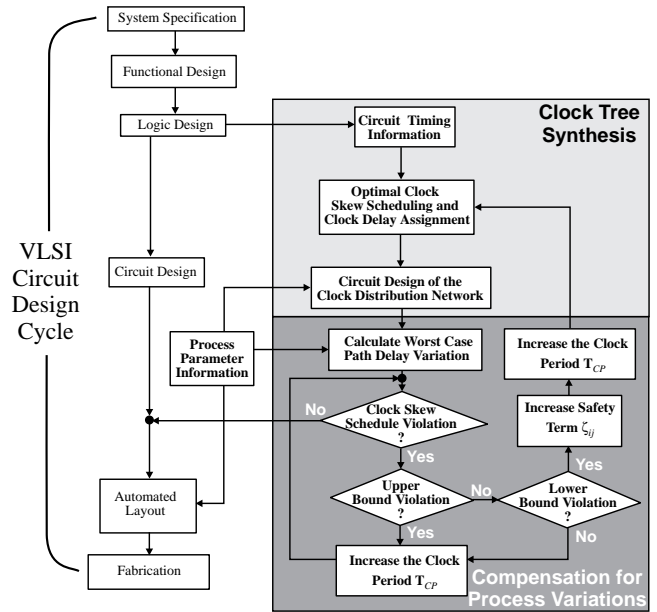 System Specification
Functional Design
Logic Design
Circuit Timing
Information
Clock Tree
Synthesis
Optimal Clock
Skew Scheduling and
Clock Delay Assignment
VLSI
Circuit
Design
Cycle
Circuit Design
Circuit Design of the
Clock Distribution Network
Process
Parameter
Information
Calculate Worst Case
Path Delay Variation
Increase the Clock
Period T_CP
No
Clock Skew
Schedule Violation
?
Increase Safety
Term ζ_ij
Yes
Yes
Automated
Layout
Upper
Bound Violation
?
No
Lower
Bound Violation
?
Yes
No
Fabrication
Increase the Clock
Period T_CP
Compensation for
Process Variations